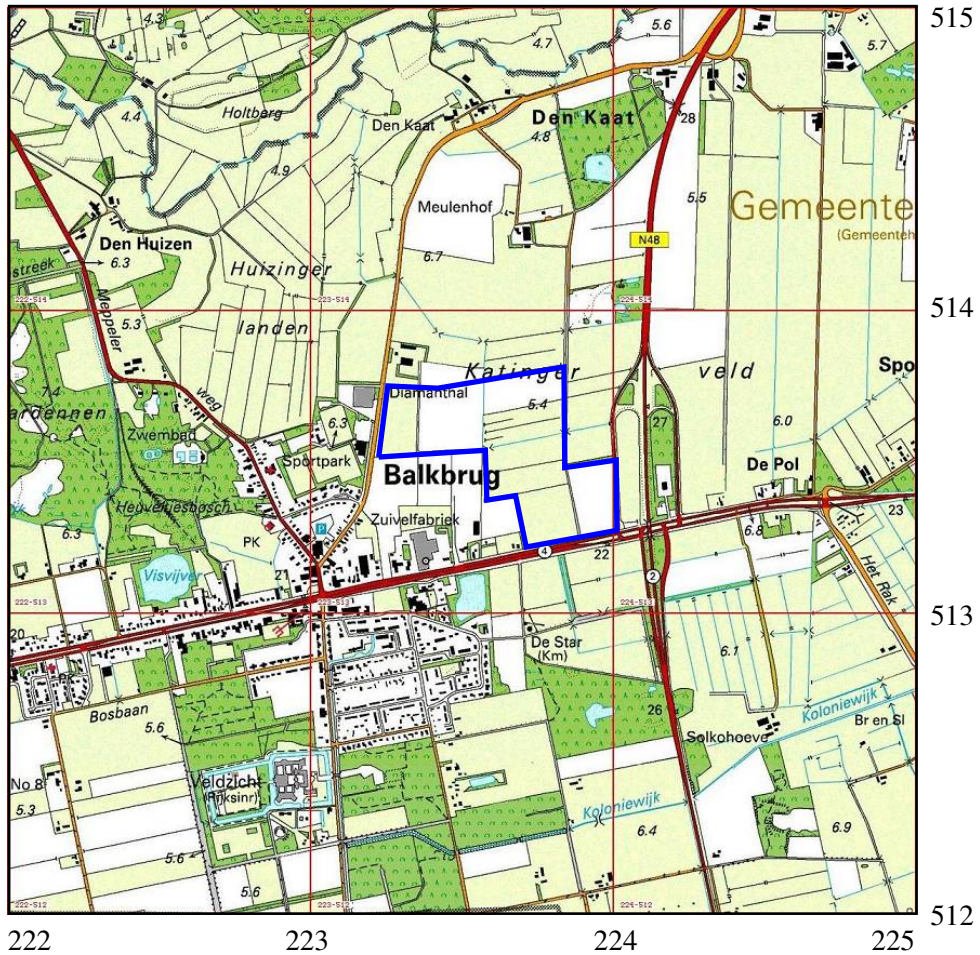 515
4.3
5.6
4.7
5.7
Holtberg
4.4
Den Kaat
Den Kaat
4.8
28
4.9
5.5
Meulenhof
Gemeente
(Gemeenteh
Den Huizen
N48
6.3
6.7
streek
Huizinger
222-514
223-514
224-514
514
Meppeler
5.3
landen
weg
Katinger
veld
Spo
7.4
Diamanthal
5.4
ardennen
6.3
27
6.0
Zwembad
Sportpark
De Pol
Balkbrug
Heuveltjesbosch
P
Zuivelfabriek
23
6.3
PK
4
22
6.8
Visvijver
21
2
Het Rak
222-513
223-513
224-513
513
20
De Star
(Km)
6.1
Bosbaan
26
Koloniewijk
5.6
Br en Sl
Solkohoeve
No 8
Veldzicht
(Rijksinr)
5.3
Koloniewijk
6.4
6.9
5.6
5.6
222-512
223-512
224-512
512
222
223
224
225